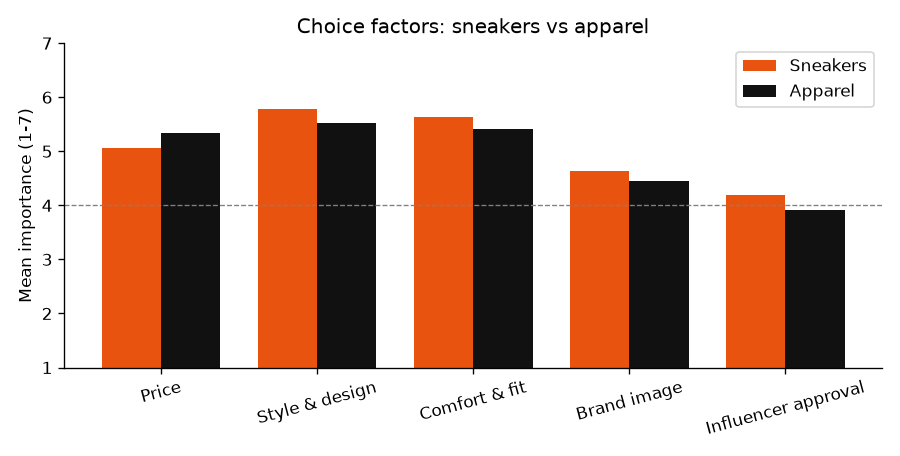 Choice factors: sneakers vs apparel
Sneakers
Apparel
Mean importance (1-7)
7
6
5
4
3
2
1
Price
Style & design
Comfort & fit
Brand image
Influencer approval